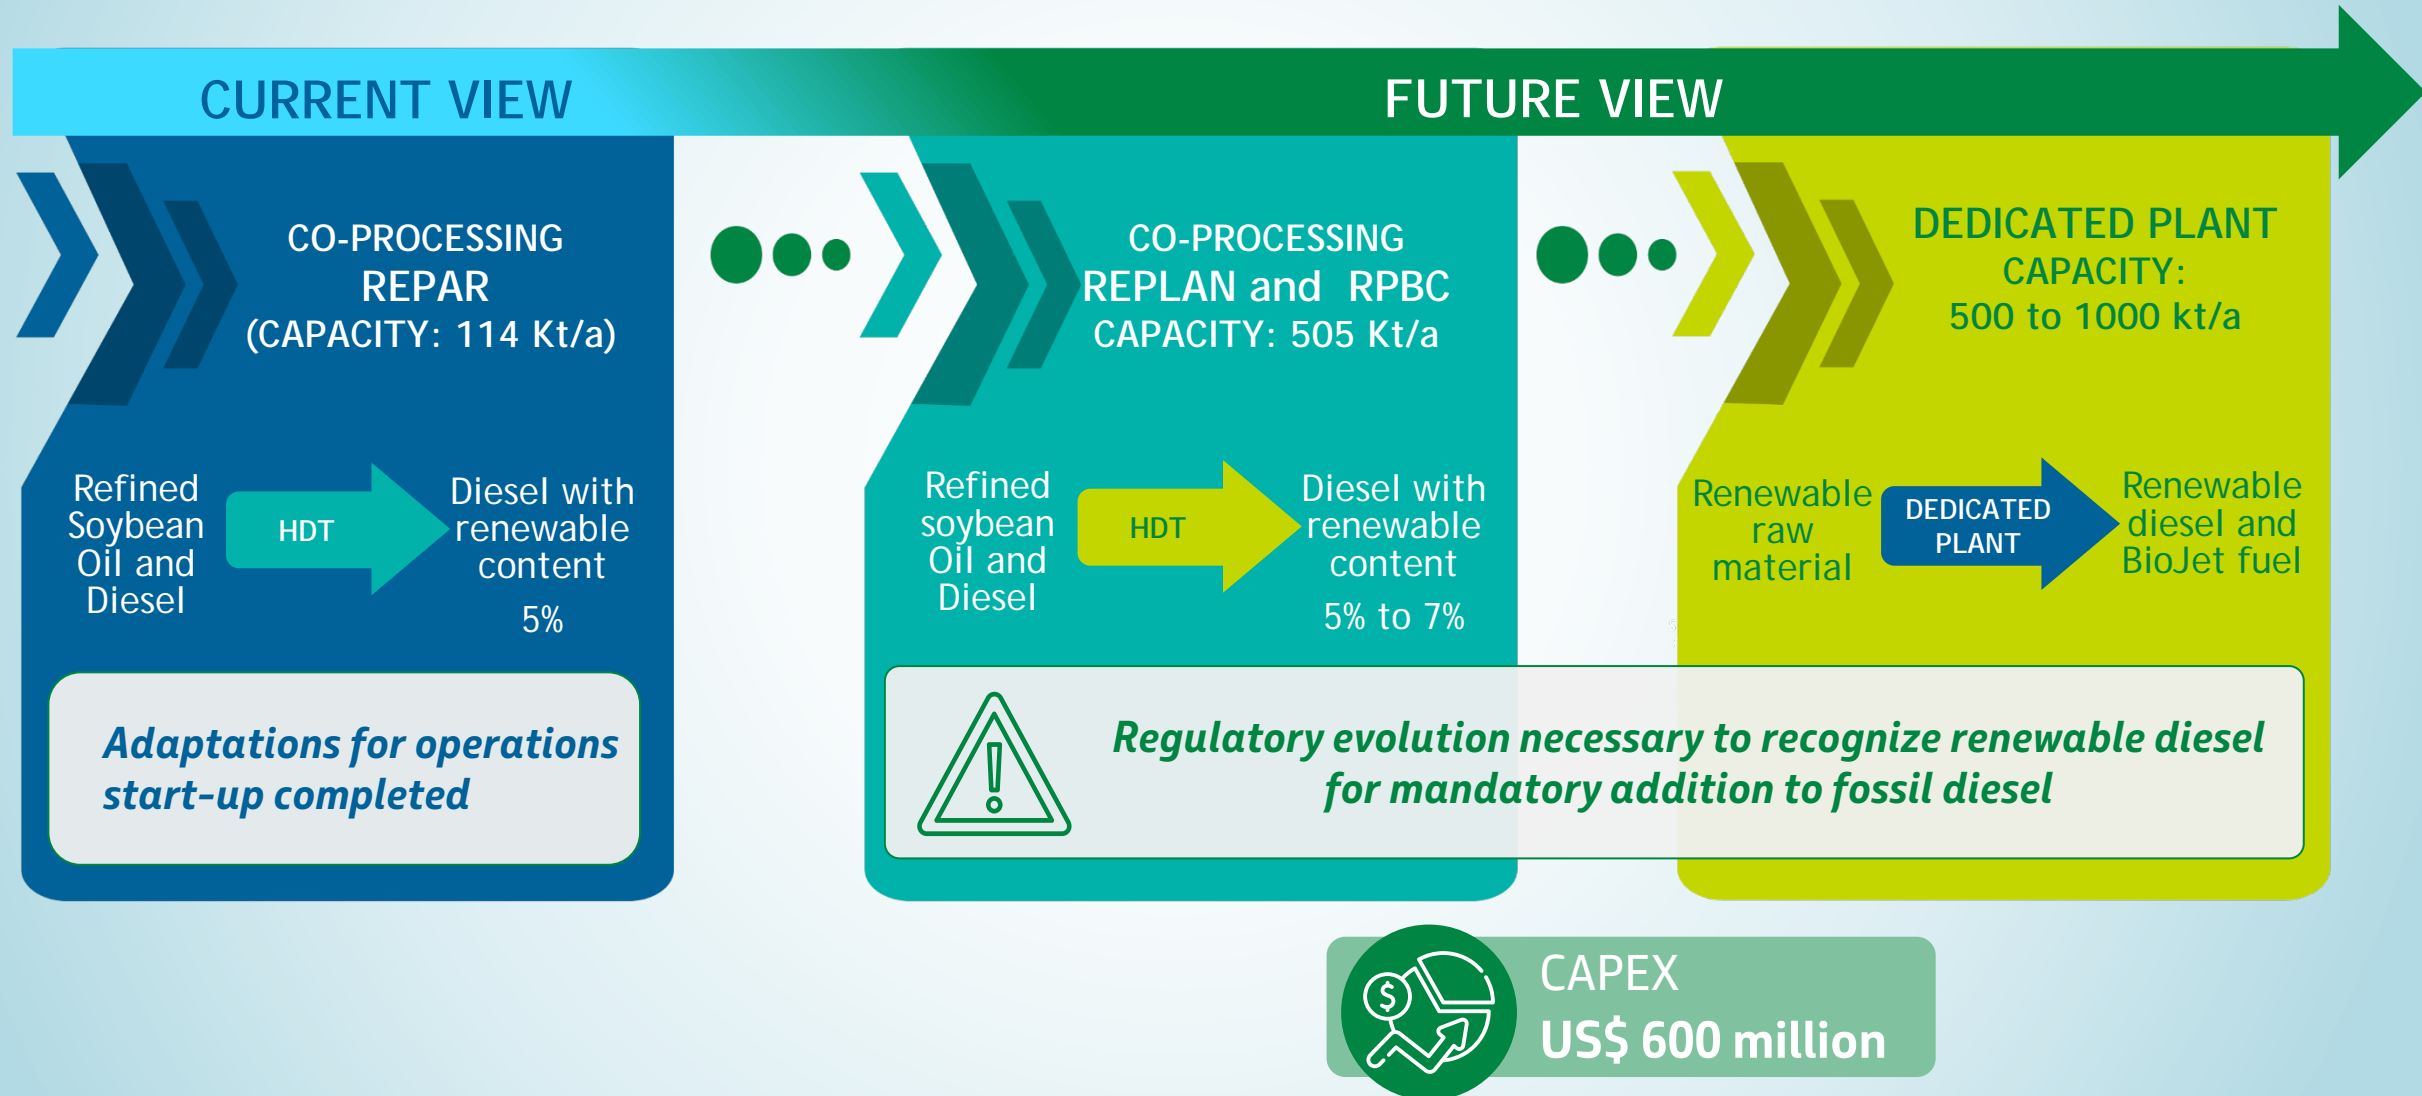 CURRENT VIEW
FUTURE VIEW
CO-PROCESSING
REPAR
(CAPACITY: 114 Kt/a)
Refined
Soybean
Oil and
Diesel
HDT
Diesel with
renewable
content
5%
Adaptations for operations
start-up completed
CO-PROCESSING
REPLAN and RPBC
CAPACITY: 505 Kt/a
Refined
soybean
Oil and
Diesel
HDT
Diesel with
renewable
content
5% to 7%
DEDICATED PLANT
CAPACITY:
500 to 1000 kt/a
Renewable
raw
material
DEDICATED
PLANT
Renewable
diesel and
BioJet fuel
Regulatory evolution necessary to recognize renewable diesel
for mandatory addition to fossil diesel
$
CAPEX
US$ 600 million